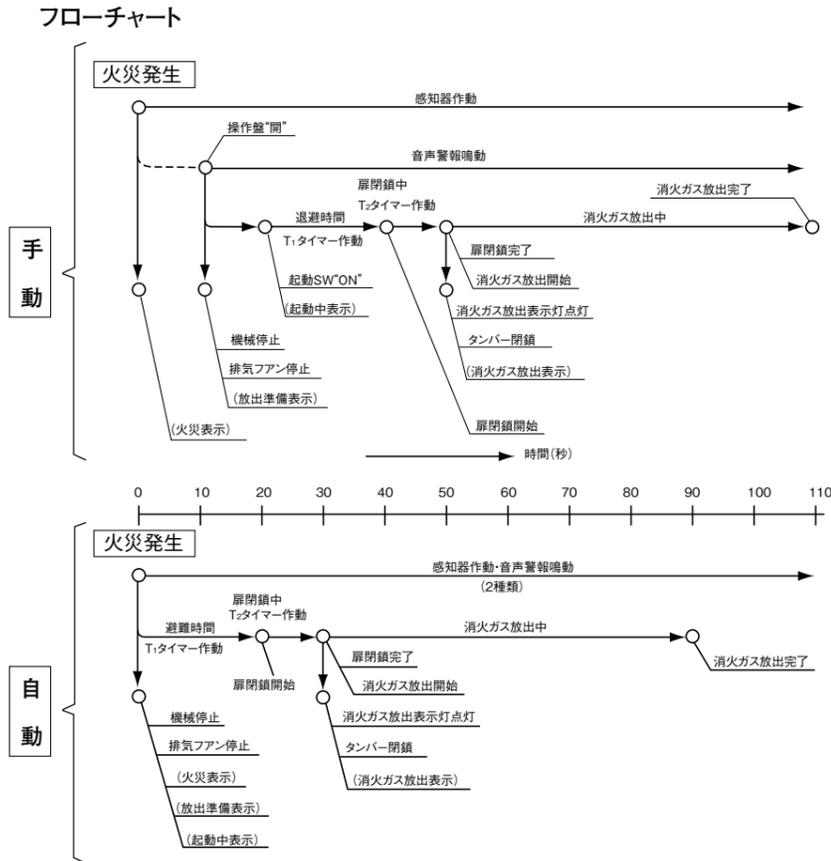 フローチャート
火災発生
感知器作動
操作盤“開”
音声警報鳴動
扉閉鎖中
T₂タイマー作動
消火ガス放出完了
退避時間
T₁タイマー作動
消火ガス放出中
扉閉鎖完了
消火ガス放出開始
起動SW“ON”
(起動中表示)
消火ガス放出表示灯点灯
タンバー閉鎖
(消火ガス放出表示)
機械停止
排気フアン停止
(放出準備表示)
(火災表示)
扉閉鎖開始
手動
時間(秒)
0 10 20 30 40 50 60 70 80 90 100 110
火災発生
感知器作動・音声警報鳴動
(2種類)
扉閉鎖中
T₂タイマー作動
避難時間
T₁タイマー作動
消火ガス放出中
扉閉鎖完了
消火ガス放出完了
扉閉鎖開始
消火ガス放出開始
機械停止
消火ガス放出表示灯点灯
排気フアン停止
タンバー閉鎖
(火災表示)
(消火ガス放出表示)
(放出準備表示)
(起動中表示)
自動